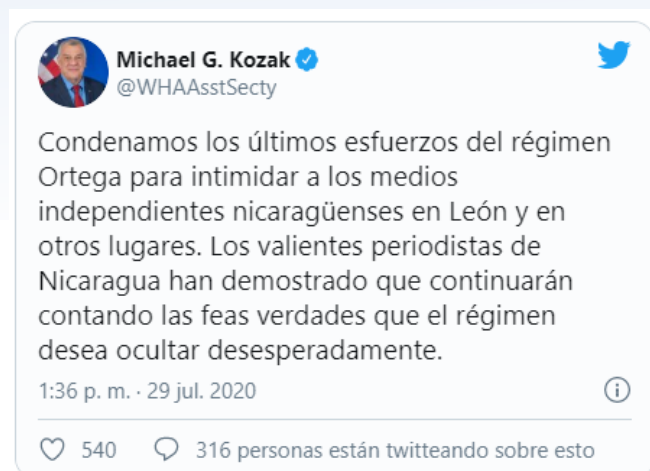 Michael G. Kozak
@WHAAsstSecty
Condenamos los últimos esfuerzos del régimen
Ortega para intimidar a los medios
independientes nicaragüenses en León y en
otros lugares. Los valientes periodistas de
Nicaragua han demostrado que continuarán
contando las feas verdades que el régimen
desea ocultar desesperadamente.
1:36 p. m. · 29 jul. 2020
540 316 personas están twitteando sobre esto